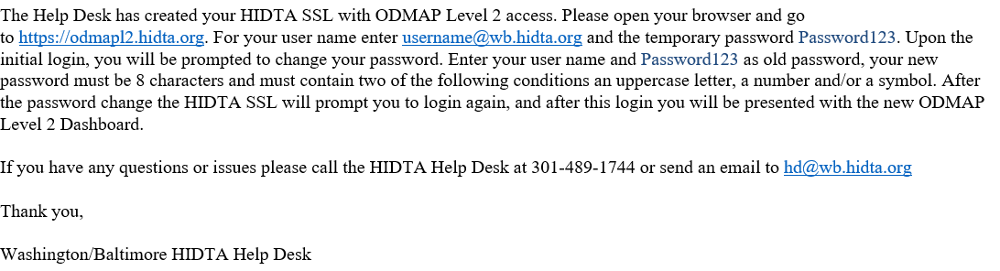 The Help Desk has created your HIDTA SSL with ODMAP Level 2 access. Please open your browser and go
to https://odmapl2.hidta.org. For your user name enter username@wb.hidta.org and the temporary password Password123. Upon the
initial login, you will be prompted to change your password. Enter your user name and Password123 as old password, your new
password must be 8 characters and must contain two of the following conditions an uppercase letter, a number and/or a symbol. After
the password change the HIDTA SSL will prompt you to login again, and after this login you will be presented with the new ODMAP
Level 2 Dashboard.
If you have any questions or issues please call the HIDTA Help Desk at 301-489-1744 or send an email to hd@wb.hidta.org
Thank you,
Washington/Baltimore HIDTA Help Desk